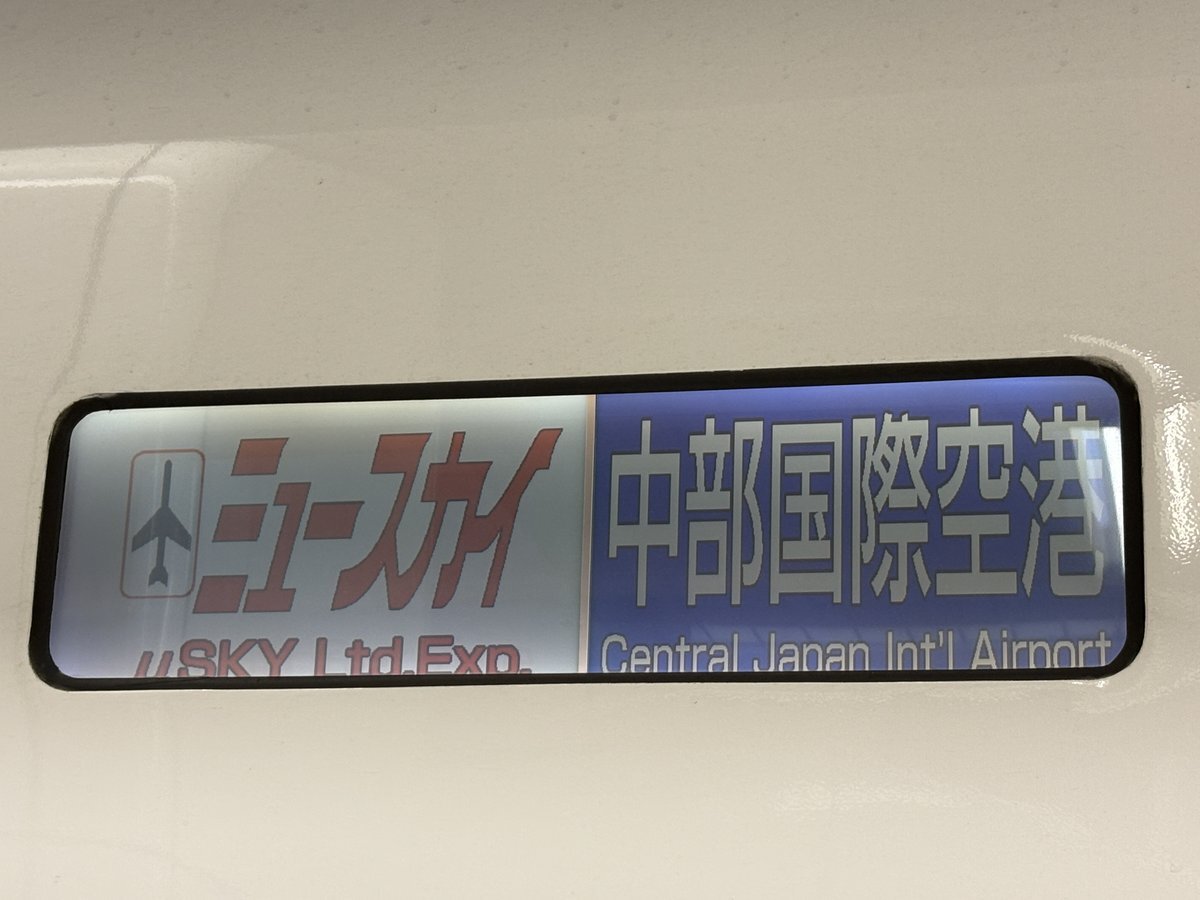 ミュースカイ
μSKY Ltd.Exp.
中部国際空港
Central Japan Int'l Airport